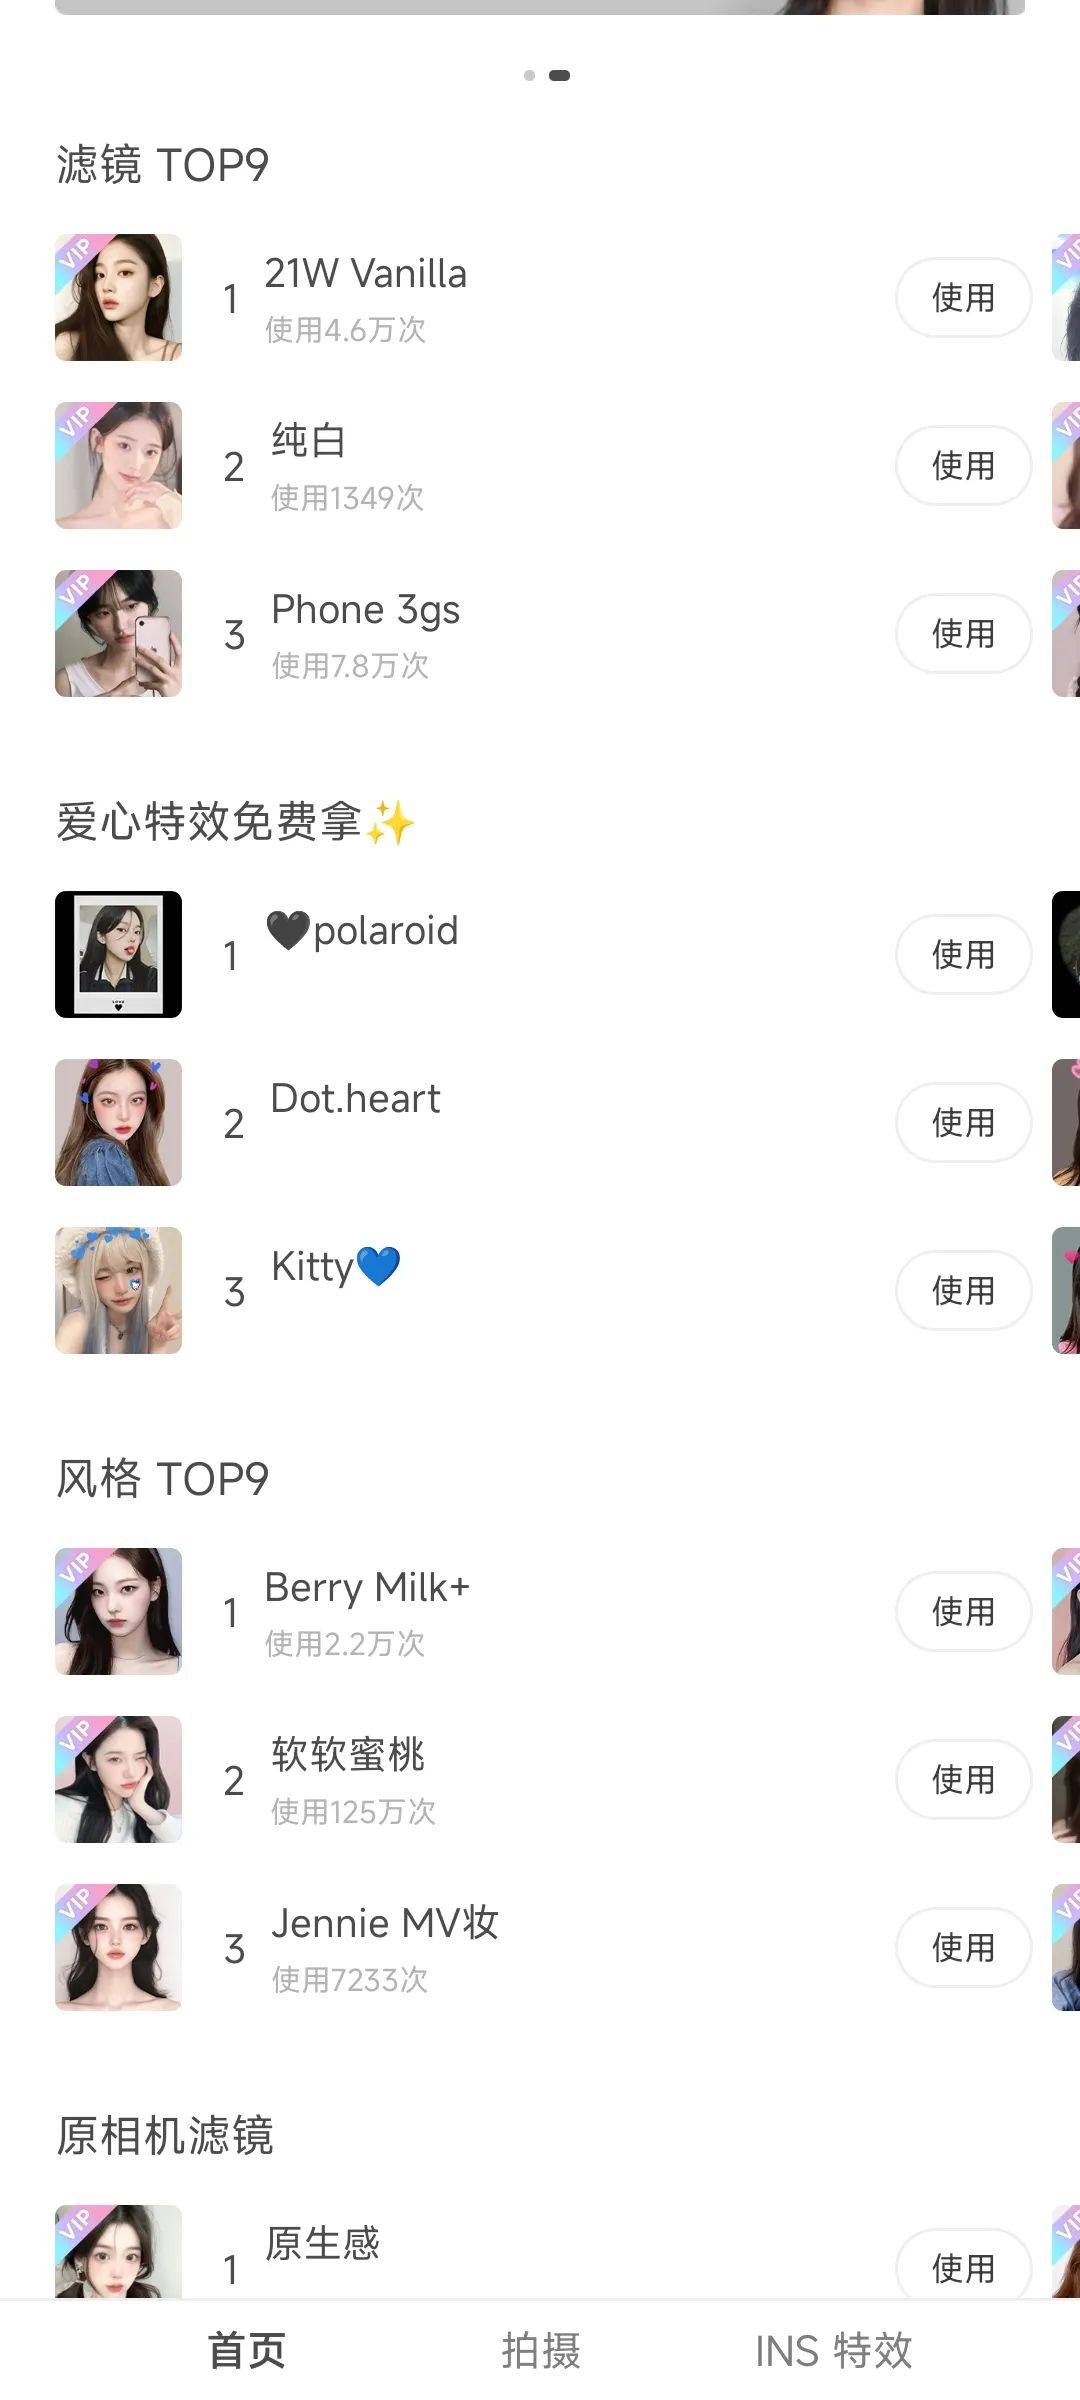 滤镜 TOP9
VIP
1
21W Vanilla
使用4.6万次
使用
VIP
2
纯白
使用1349次
使用
VIP
3
Phone 3gs
使用7.8万次
使用
爱心特效免费拿✨
LOVE
1
🖤polaroid
使用
2
Dot.heart
使用
3
Kitty💙
使用
风格 TOP9
VIP
1
Berry Milk+
使用2.2万次
使用
VIP
2
软软蜜桃
使用125万次
使用
VIP
3
Jennie MV妆
使用7233次
使用
原相机滤镜
VIP
1
原生感
使用
首页
拍摄
INS 特效